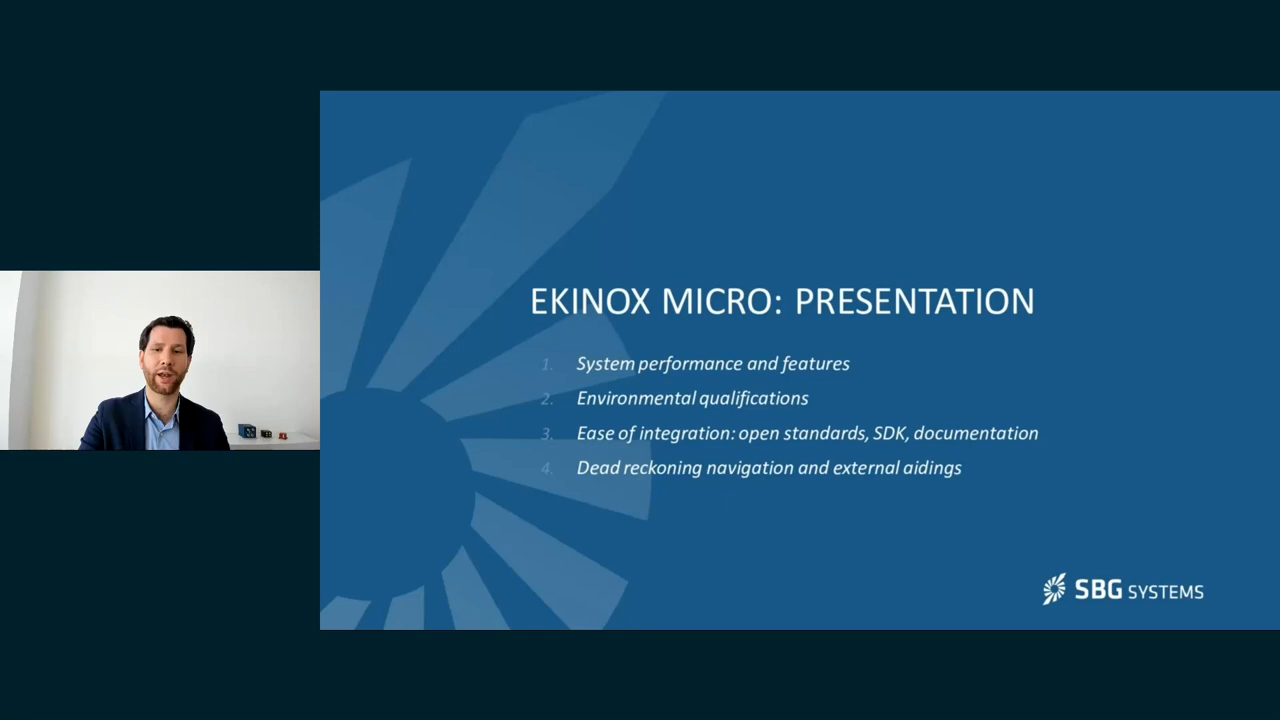 EKINOX MICRO: PRESENTATION
1. System performance and features
2. Environmental qualifications
3. Ease of integration: open standards, SDK, documentation
4. Dead reckoning navigation and external aidings
SBG SYSTEMS